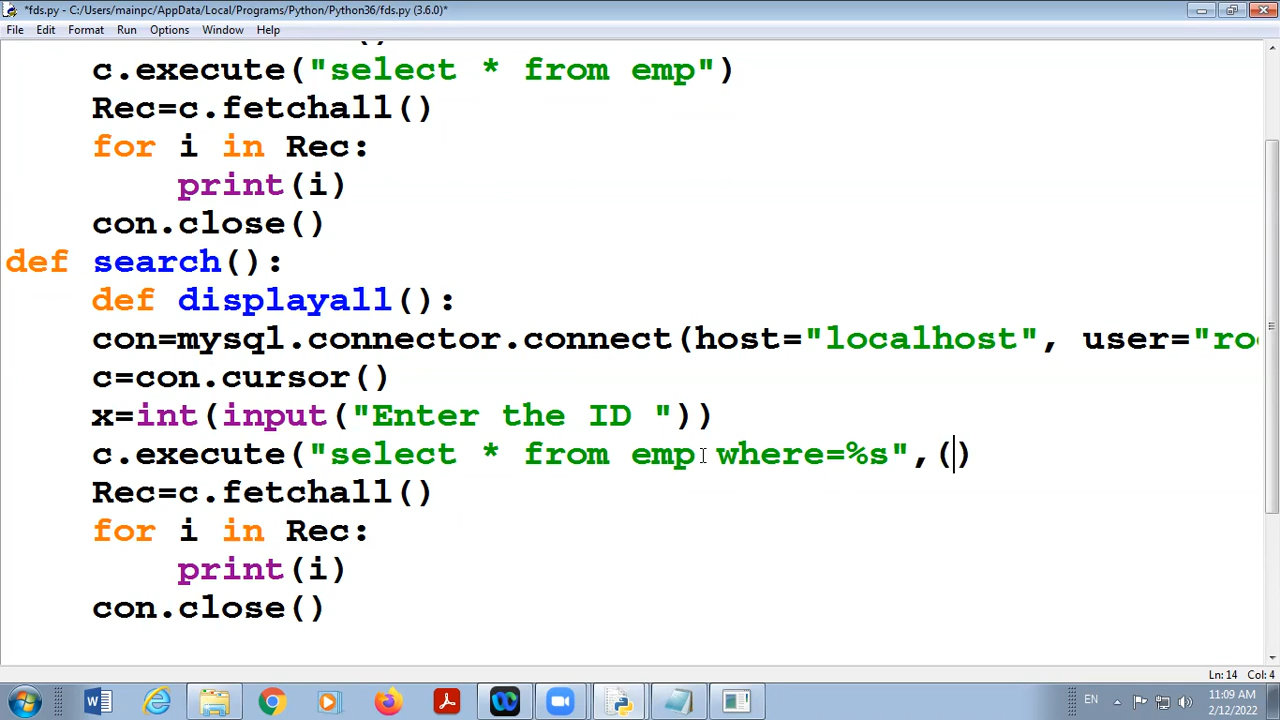 *fds.py - C:/Users/mainpc/AppData/Local/Programs/Python/Python36/fds.py (3.6.0)*
File Edit Format Run Options Window Help
c.execute("select * from emp")
Rec=c.fetchall()
for i in Rec:
print(i)
con.close()
def search():
def displayall():
con=mysql.connector.connect(host="localhost", user="roo
c=con.cursor()
x=int(input("Enter the ID "))
c.execute("select * from emp where=%s",()
Rec=c.fetchall()
for i in Rec:
print(i)
con.close()
Ln: 14 Col: 4
EN
11:09 AM
2/12/2022